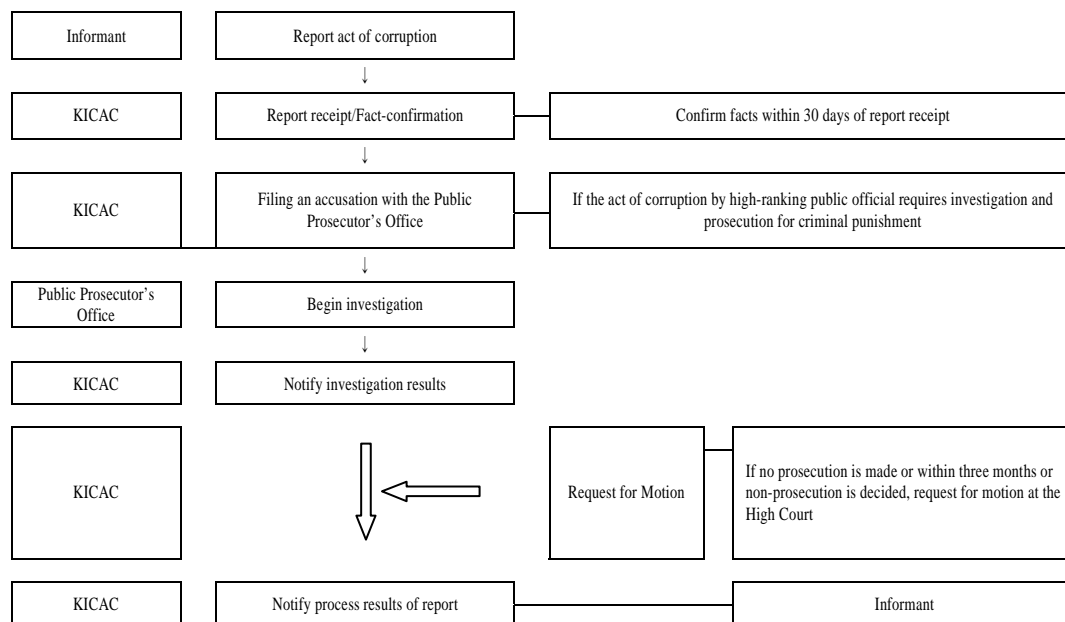 Informant
Report act of corruption
↓
KICAC
Report receipt/Fact-confirmation
Confirm facts within 30 days of report receipt
↓
KICAC
Filing an accusation with the Public
Prosecutor's Office
If the act of corruption by high-ranking public official requires investigation and
prosecution for criminal punishment
↓
Public Prosecutor's
Office
Begin investigation
↓
KICAC
Notify investigation results
KICAC
Request for Motion
If no prosecution is made or within three months or
non-prosecution is decided, request for motion at the
High Court
KICAC
Notify process results of report
Informant